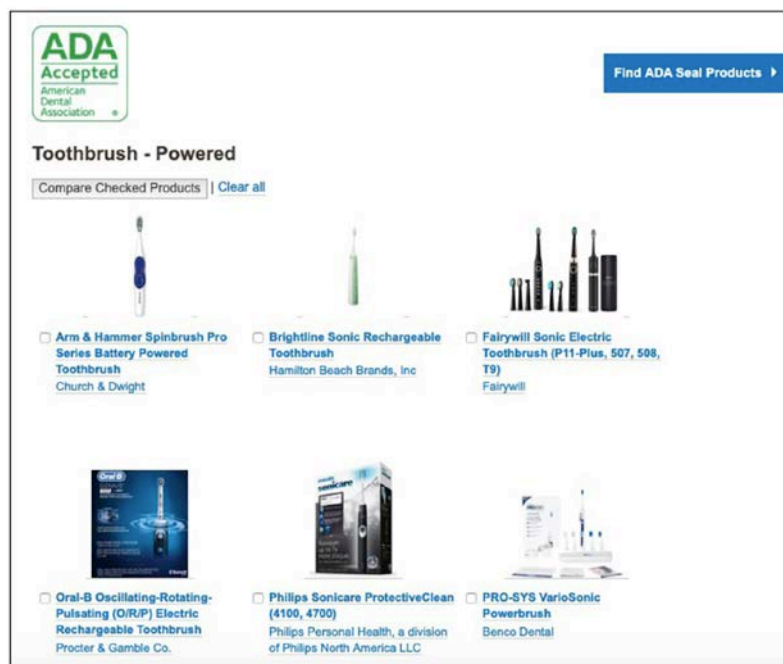 ADA
Accepted
American
Dental
Association ®
Find ADA Seal Products
Toothbrush - Powered
Compare Checked Products | Clear all
Arm & Hammer Spinbrush Pro
Series Battery Powered
Toothbrush
Church & Dwight
Brightline Sonic Rechargeable
Toothbrush
Hamilton Beach Brands, Inc
Fairywill Sonic Electric
Toothbrush (P11-Plus, 507, 508,
T9)
Fairywill
Oral-B
sonicare
Oral-B Oscillating-Rotating-
Pulsating (O/R/P) Electric
Rechargeable Toothbrush
Procter & Gamble Co.
Philips Sonicare ProtectiveClean
(4100, 4700)
Philips Personal Health, a division
of Philips North America LLC
PRO-SYS VarioSonic
Powerbrush
Benco Dental